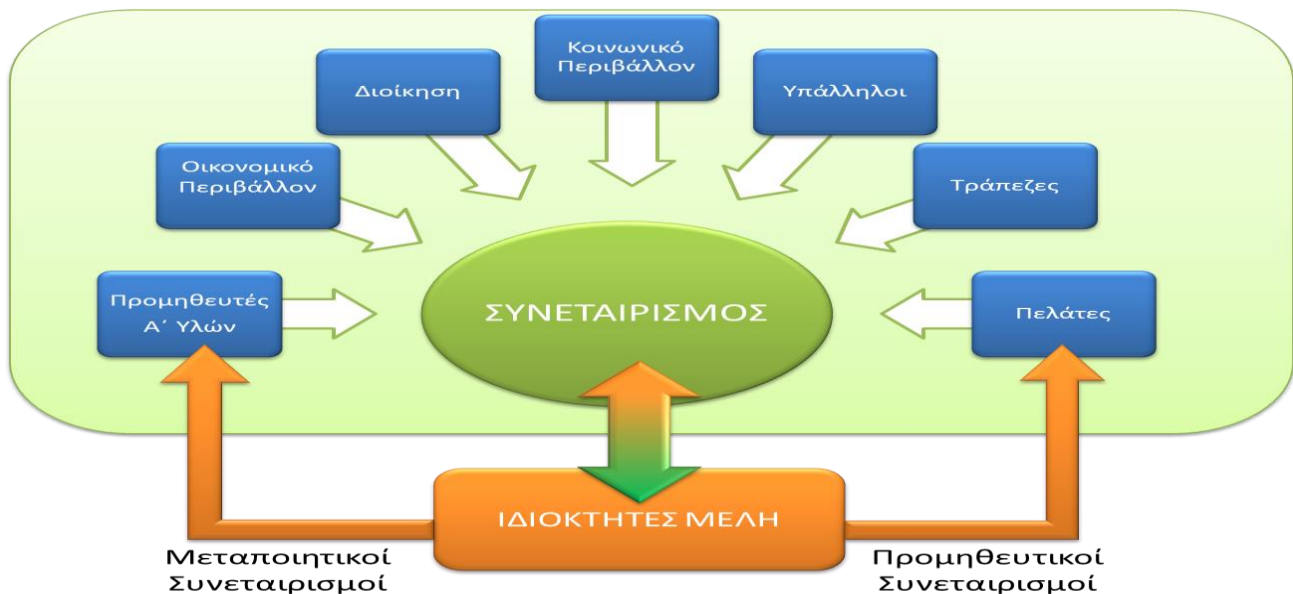 Κοινωνικό
Περιβάλλον
Διοίκηση
Υπάλληλοι
Οικονομικό
Περιβάλλον
Τράπεζες
Προμηθευτές
Α΄ Υλών
ΣΥΝΕΤΑΙΡΙΣΜΟΣ
Πελάτες
ΙΔΙΟΚΤΗΤΕΣ ΜΕΛΗ
Μεταποιητικοί
Συνεταιρισμοί
Προμηθευτικοί
Συνεταιρισμοί